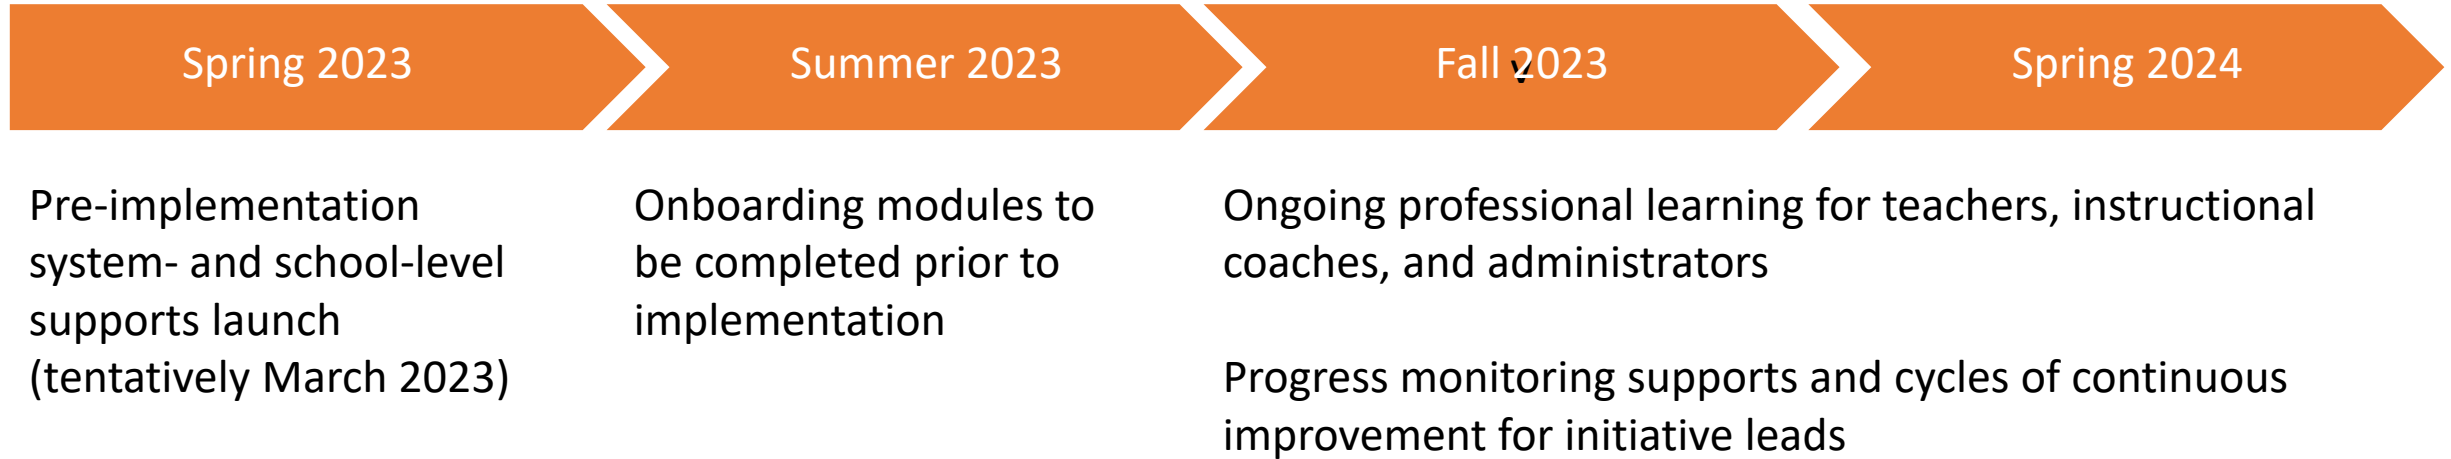 Spring 2023
Summer 2023
Fall 2023
v
Spring 2024
Pre-implementation
system- and school-level
supports launch
(tentatively March 2023)
Onboarding modules to
be completed prior to
implementation
Ongoing professional learning for teachers, instructional
coaches, and administrators
Progress monitoring supports and cycles of continuous
improvement for initiative leads